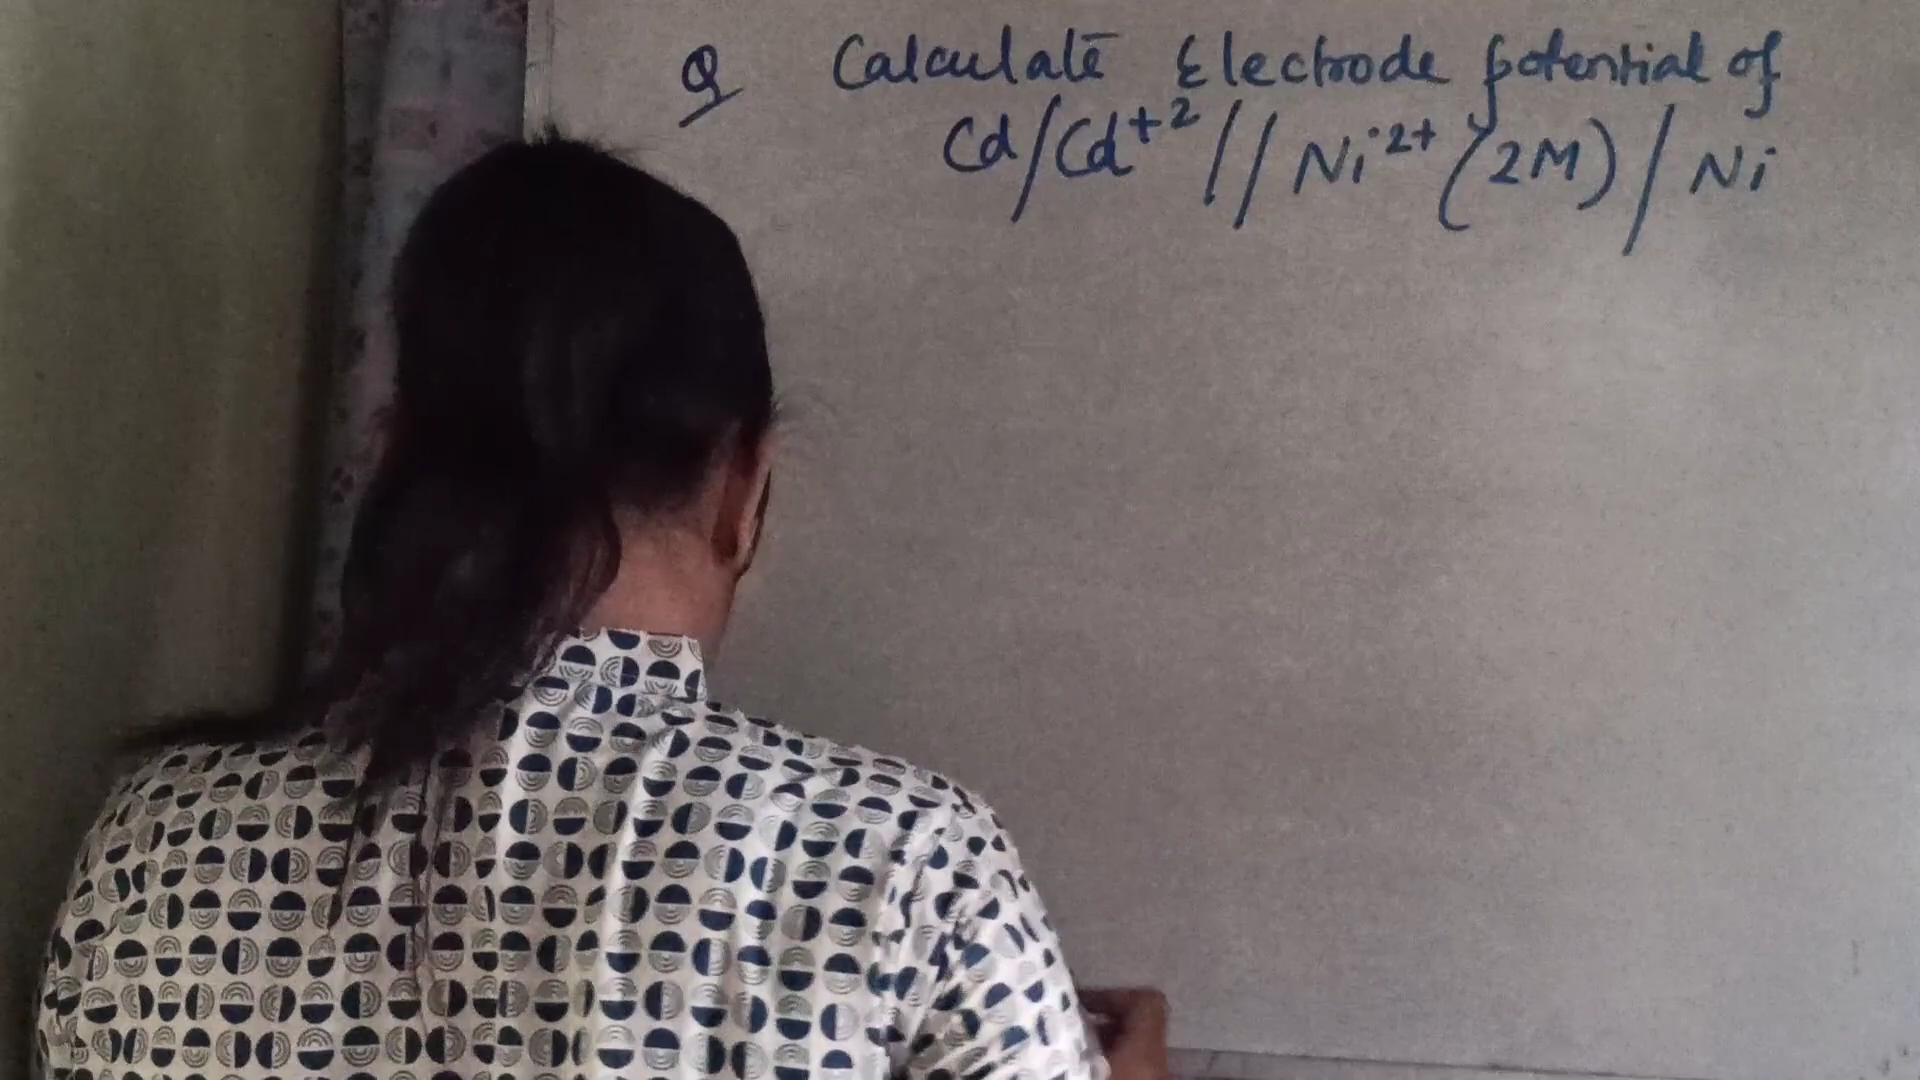 Q Calculate Electrode potential of
Cd/Cd⁺² // Ni²⁺ (2M) / Ni